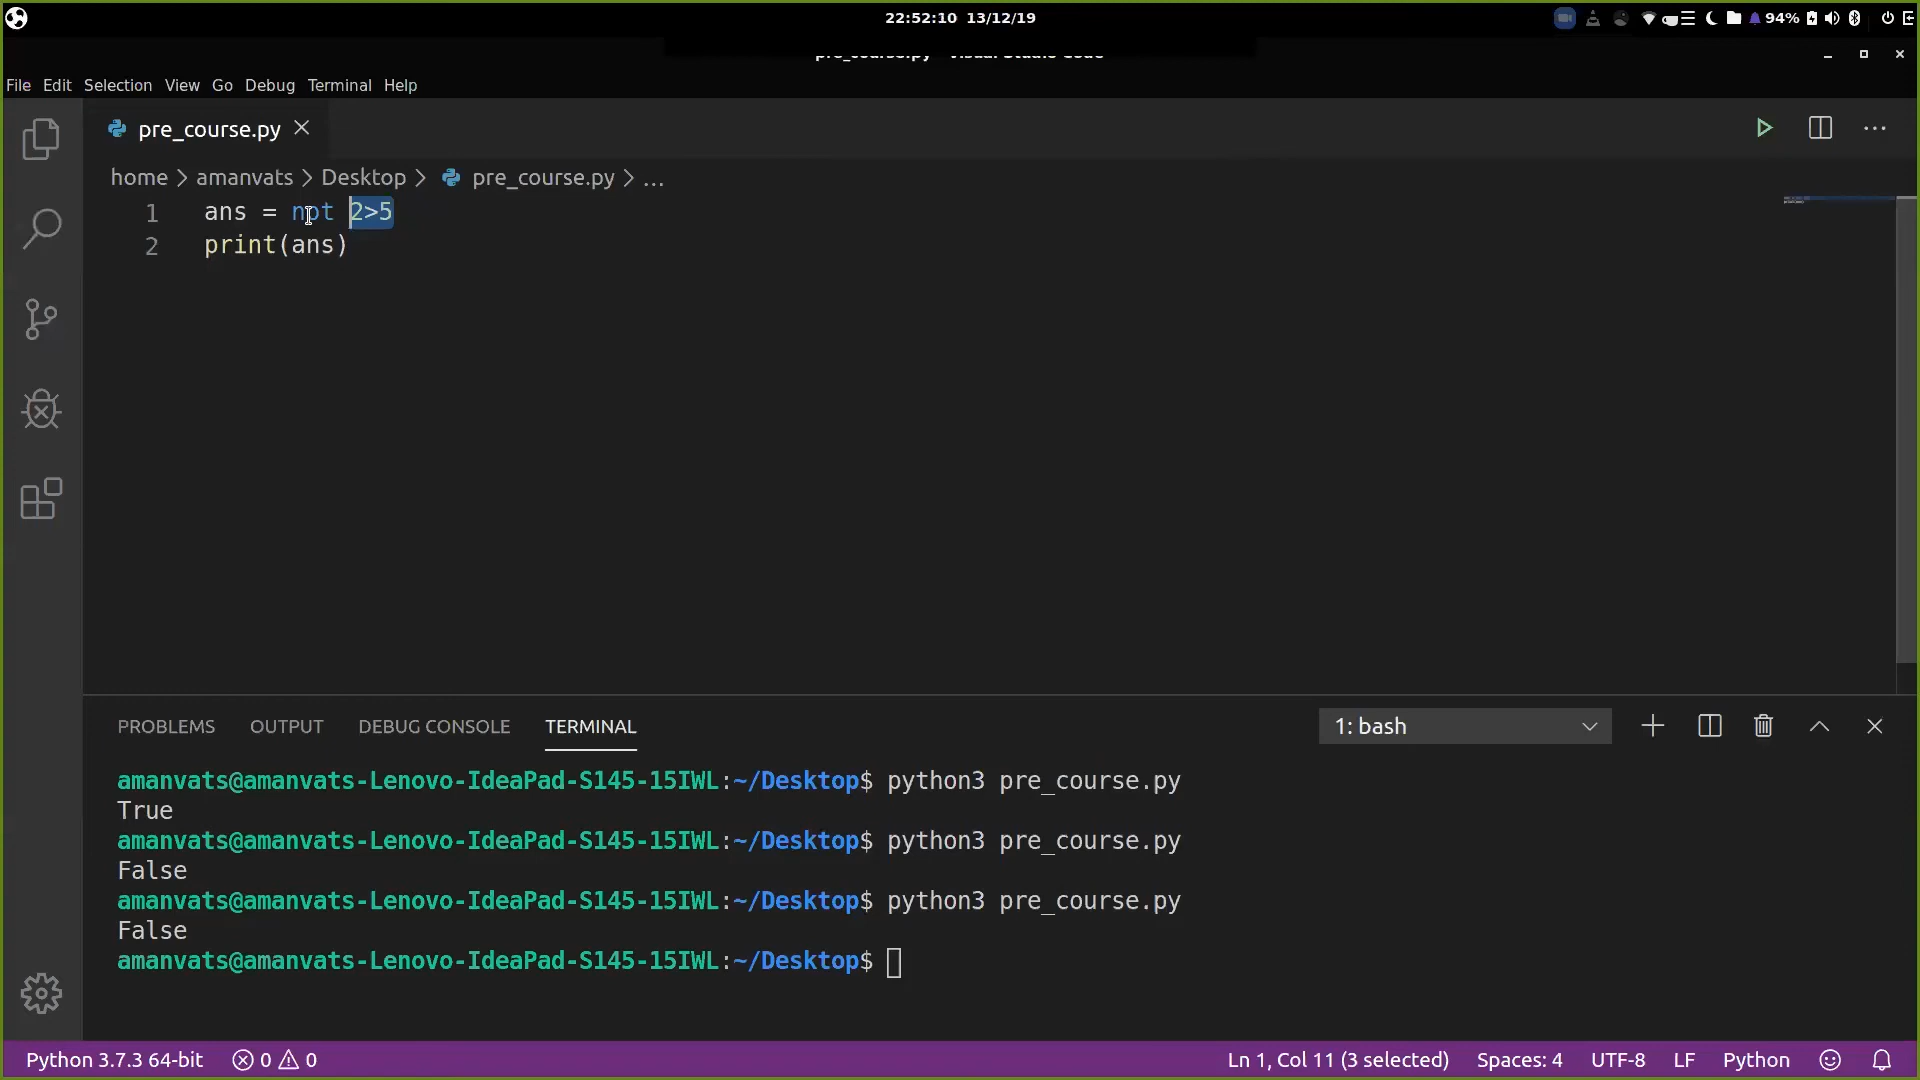 22:52:10 13/12/19
94%
File Edit Selection View Go Debug Terminal Help
pre_course.py
home > amanvats > Desktop > pre_course.py > ...
1 ans = not 2>5
2 print(ans)
PROBLEMS OUTPUT DEBUG CONSOLE TERMINAL
1: bash
amanvats@amanvats-Lenovo-IdeaPad-S145-15IWL:~/Desktop$ python3 pre_course.py
True
amanvats@amanvats-Lenovo-IdeaPad-S145-15IWL:~/Desktop$ python3 pre_course.py
False
amanvats@amanvats-Lenovo-IdeaPad-S145-15IWL:~/Desktop$ python3 pre_course.py
False
amanvats@amanvats-Lenovo-IdeaPad-S145-15IWL:~/Desktop$
Python 3.7.3 64-bit 0 0 Ln 1, Col 11 (3 selected) Spaces: 4 UTF-8 LF Python